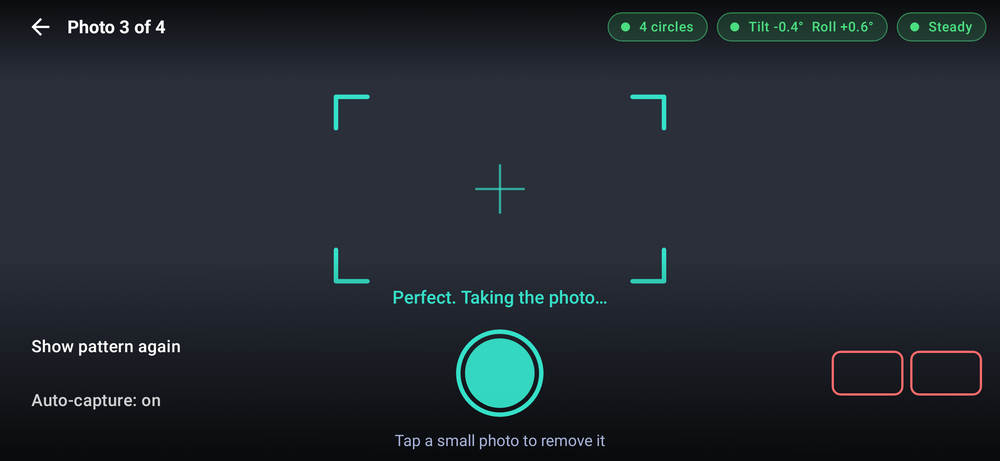 Photo 3 of 4
4 circles
Tilt -0.4° Roll +0.6°
Steady
Perfect. Taking the photo…
Show pattern again
Auto-capture: on
Tap a small photo to remove it